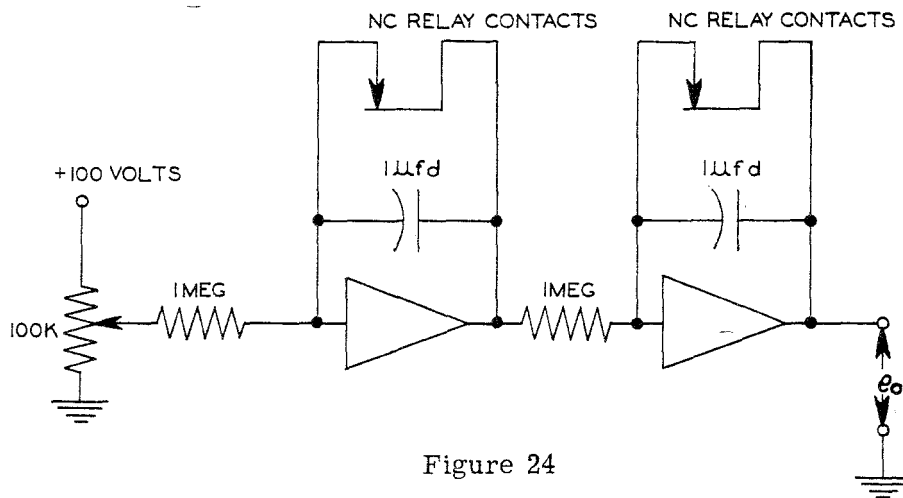 NC RELAY CONTACTS
NC RELAY CONTACTS
1µfd
1µfd
+100 VOLTS
1MEG
1MEG
100K
eo
Figure 24